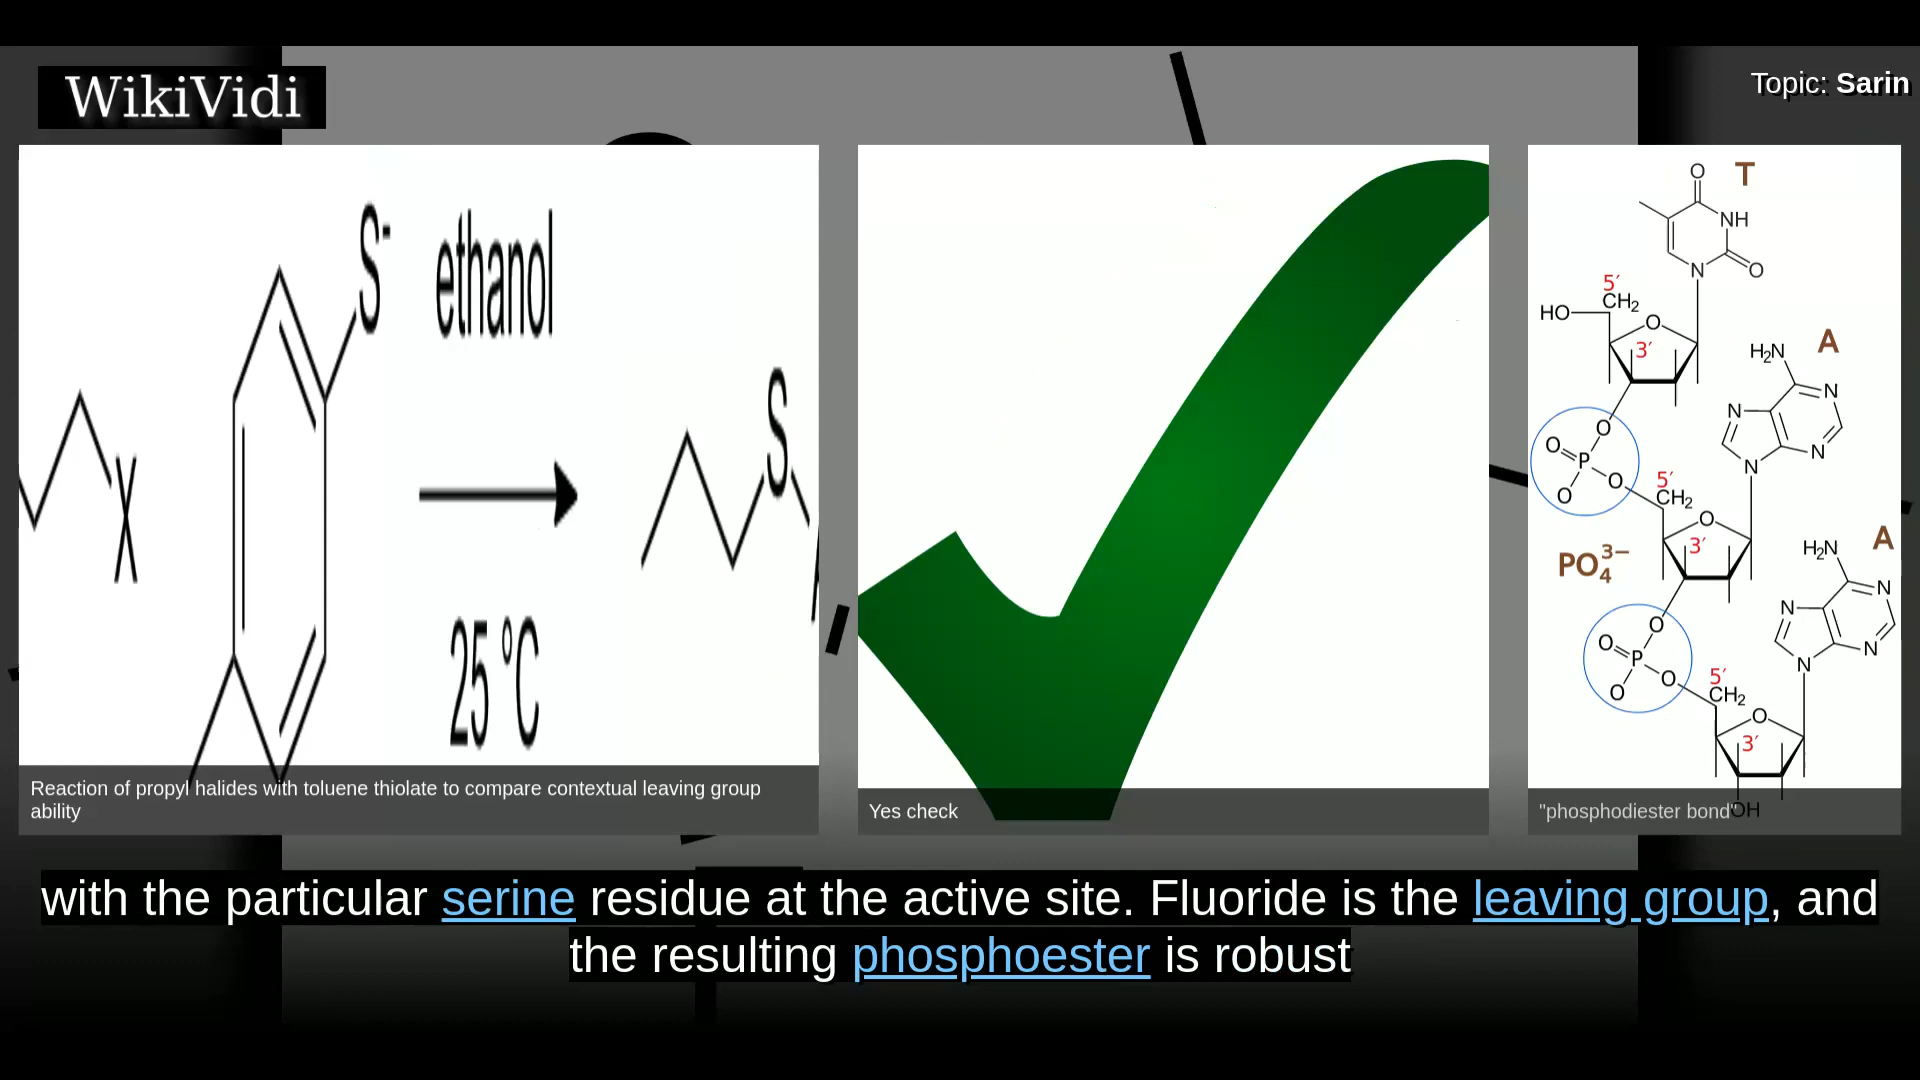 WikiVidi
Topic: Sarin
S-
ethanol
X
25 °C
S
Reaction of propyl halides with toluene thiolate to compare contextual leaving group
ability
Yes check
O
T
NH
N
O
5′
CH2
HO
O
3′
H2N
A
N
N
N
N
O
O
P
O
O
5′
CH2
O
3′
PO4 3−
H2N
A
N
N
N
N
O
O
P
O
O
5′
CH2
O
3′
OH
"phosphodiester bond"
with the particular serine residue at the active site. Fluoride is the leaving group, and
the resulting phosphoester is robust